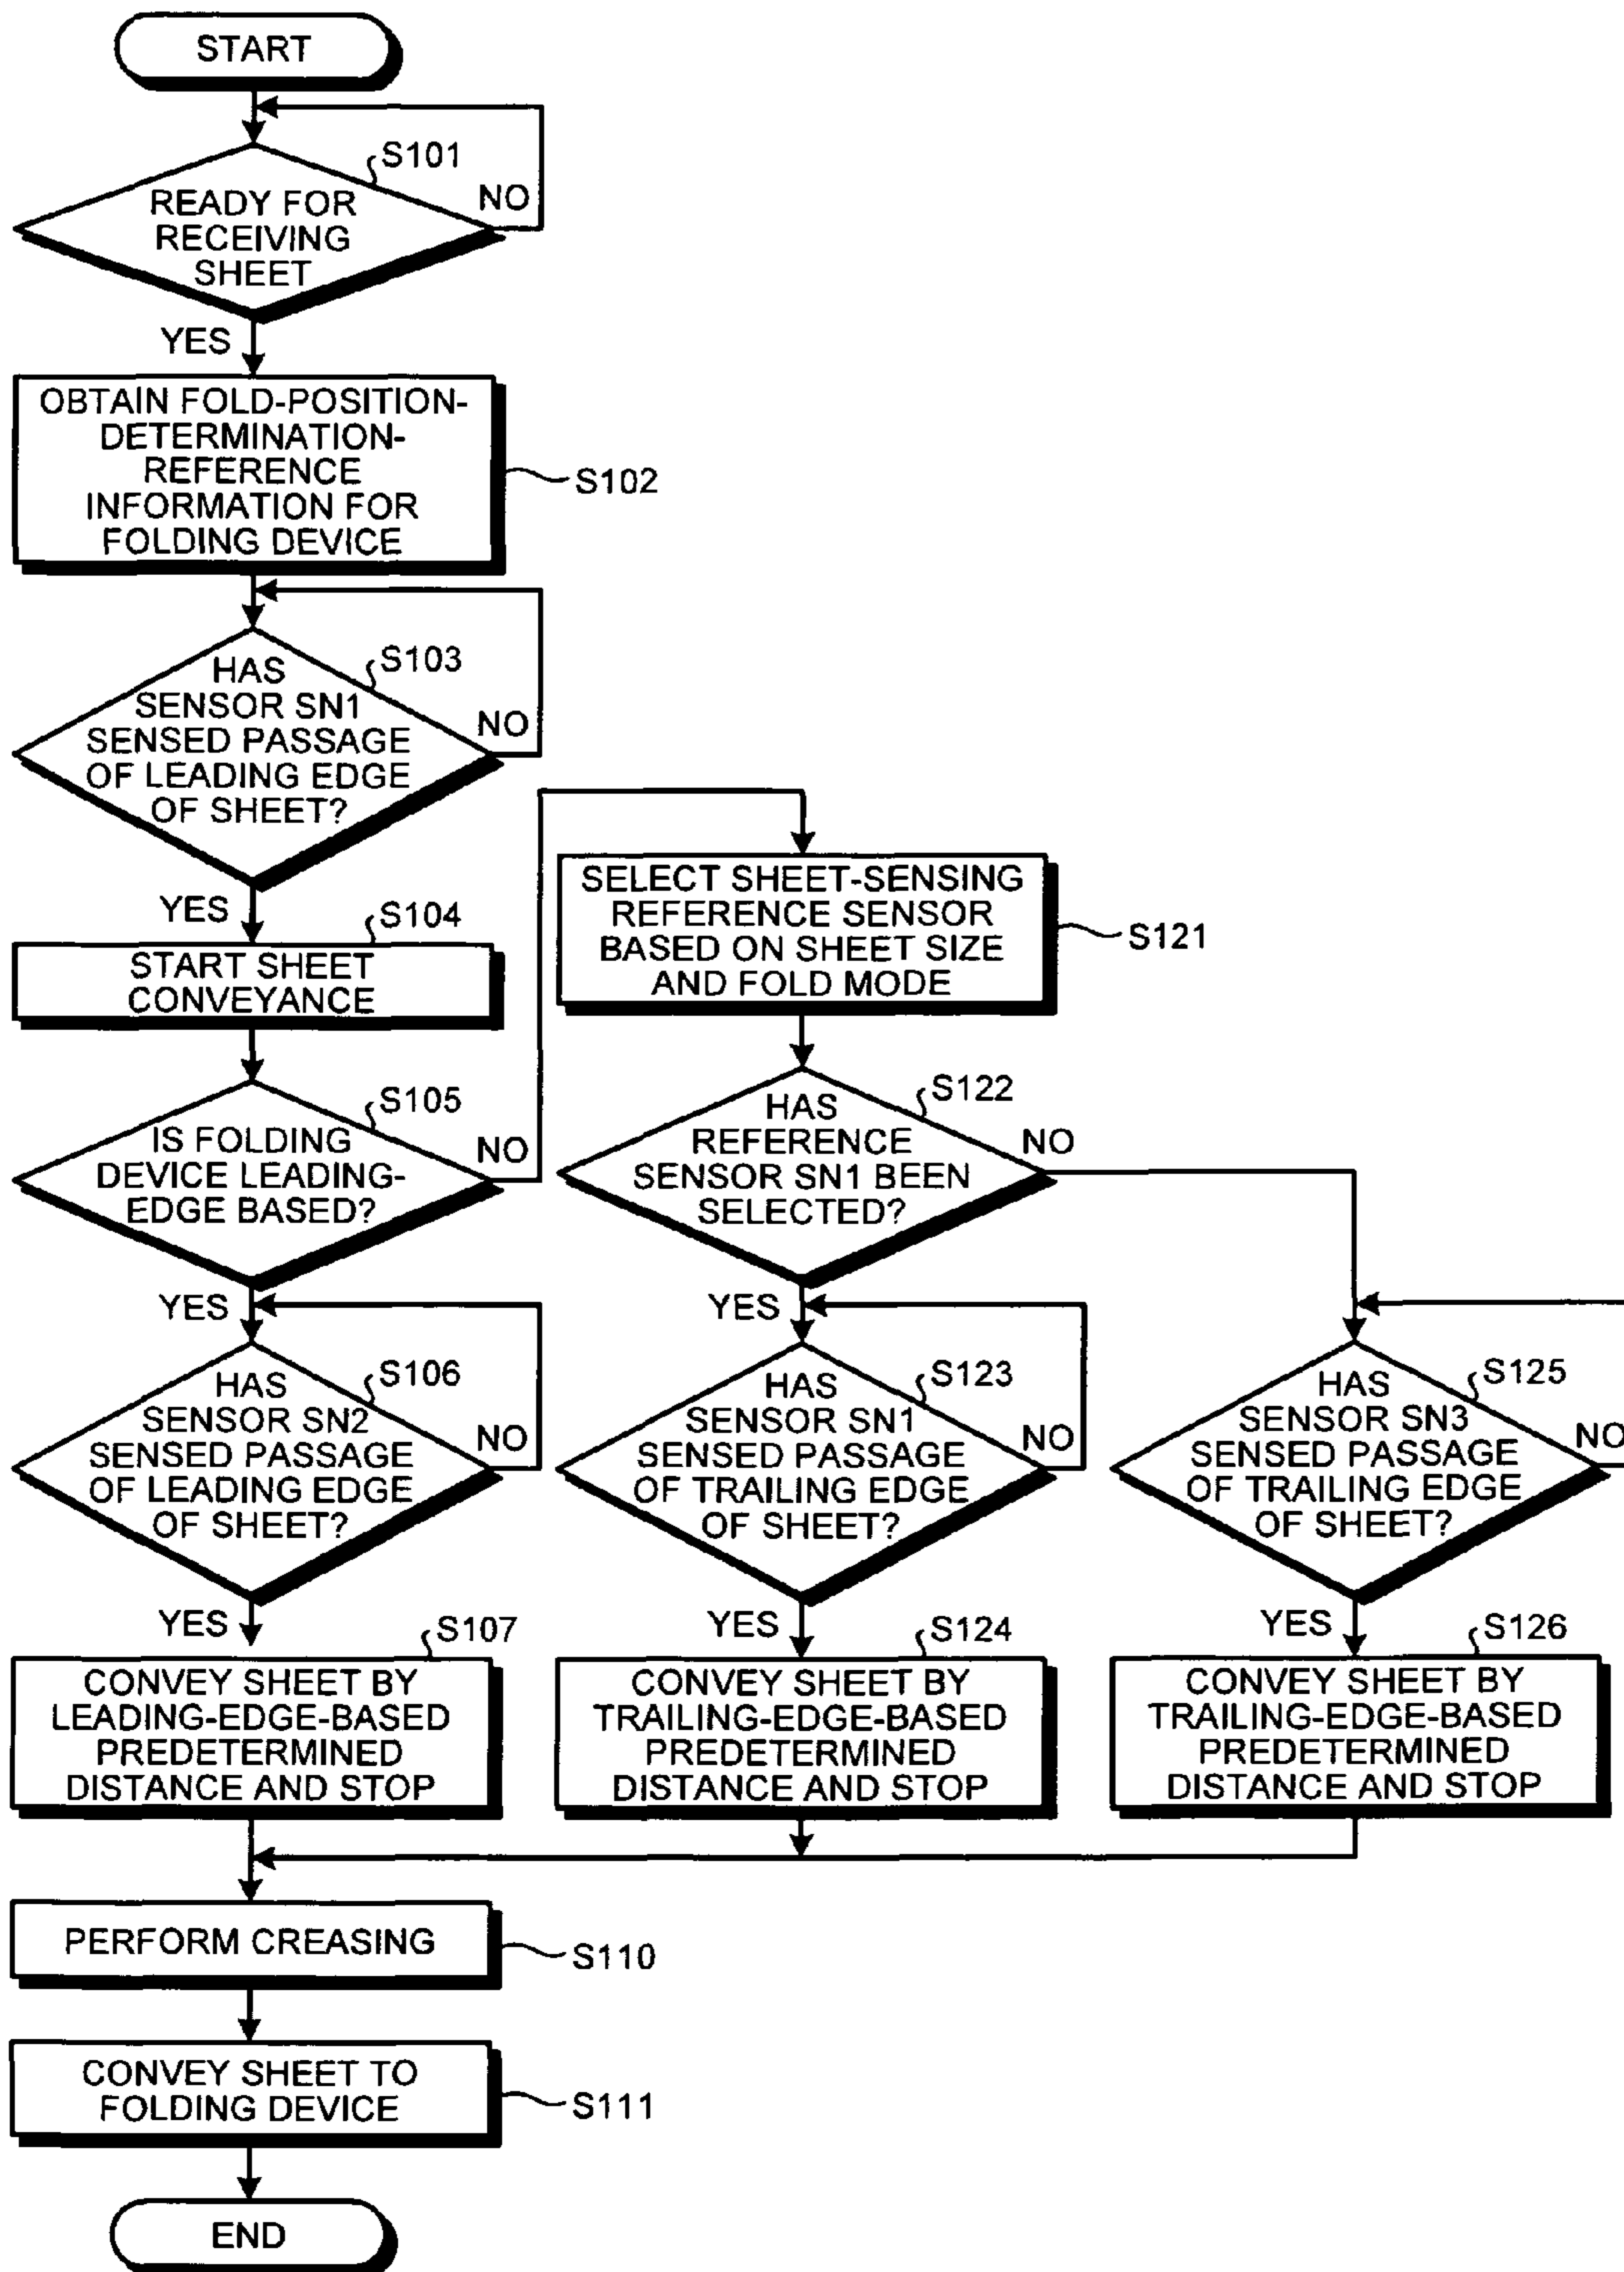 START
S101
READY FOR
RECEIVING
SHEET
NO
YES
OBTAIN FOLD-POSITION-
DETERMINATION-
REFERENCE
INFORMATION FOR
FOLDING DEVICE
S102
S103
HAS
SENSOR SN1
SENSED PASSAGE
OF LEADING EDGE
OF SHEET?
NO
YES
S104
START SHEET
CONVEYANCE
S105
IS FOLDING
DEVICE LEADING-
EDGE BASED?
NO
YES
S106
HAS
SENSOR SN2
SENSED PASSAGE
OF LEADING EDGE
OF SHEET?
NO
YES
S107
CONVEY SHEET BY
LEADING-EDGE-BASED
PREDETERMINED
DISTANCE AND STOP
SELECT SHEET-SENSING
REFERENCE SENSOR
BASED ON SHEET SIZE
AND FOLD MODE
S121
S122
HAS
REFERENCE
SENSOR SN1 BEEN
SELECTED?
NO
YES
S123
HAS
SENSOR SN1
SENSED PASSAGE
OF TRAILING EDGE
OF SHEET?
NO
YES
S124
CONVEY SHEET BY
TRAILING-EDGE-BASED
PREDETERMINED
DISTANCE AND STOP
S125
HAS
SENSOR SN3
SENSED PASSAGE
OF TRAILING EDGE
OF SHEET?
NO
YES
S126
CONVEY SHEET BY
TRAILING-EDGE-BASED
PREDETERMINED
DISTANCE AND STOP
PERFORM CREASING
S110
CONVEY SHEET TO
FOLDING DEVICE
S111
END